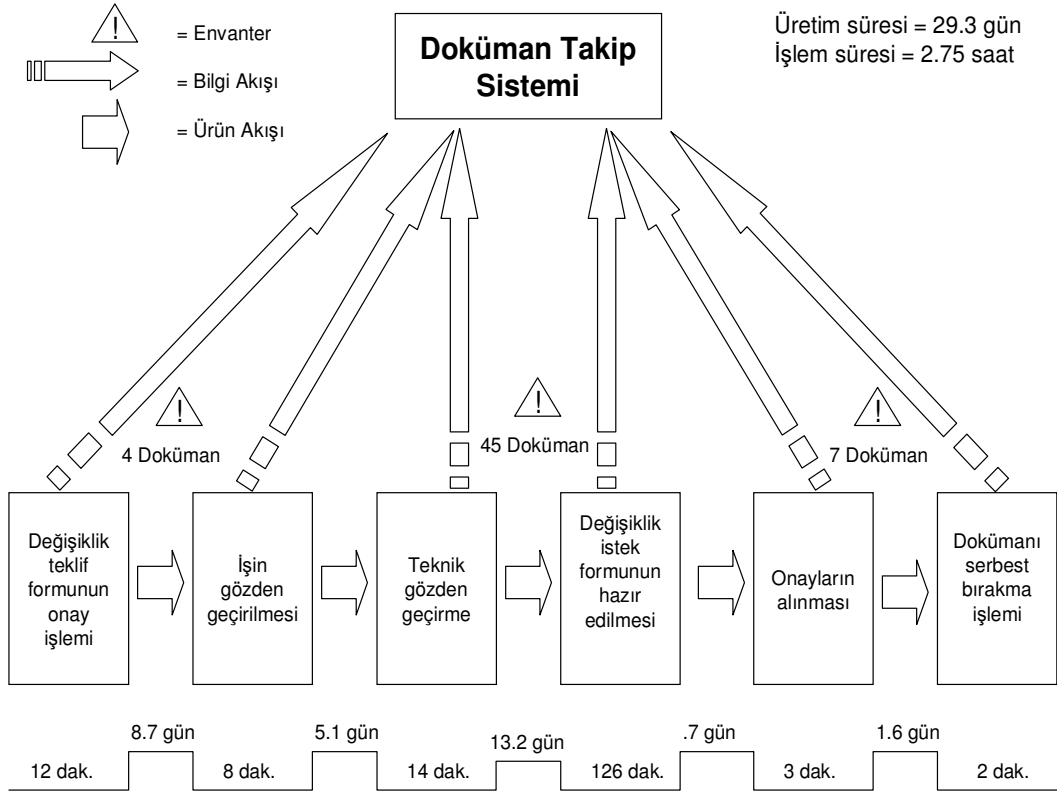 = Envanter
= Bilgi Akışı
= Ürün Akışı
Doküman Takip
Sistemi
Üretim süresi = 29.3 gün
İşlem süresi = 2.75 saat
4 Doküman
45 Doküman
7 Doküman
Değişiklik
teklif
formunun
onay
işlemi
İşin
gözden
geçirilmesi
Teknik
gözden
geçirme
Değişiklik
istek
formunun
hazır
edilmesi
Onayların
alınması
Dokümanı
serbest
bırakma
işlemi
12 dak.
8.7 gün
8 dak.
5.1 gün
14 dak.
13.2 gün
126 dak.
.7 gün
3 dak.
1.6 gün
2 dak.